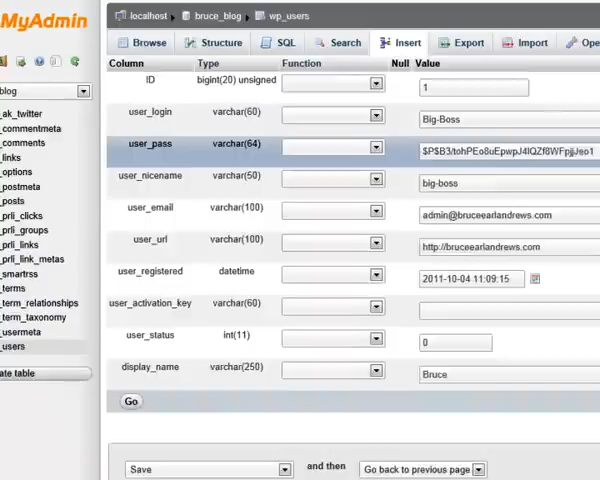 MyAdmin
localhost bruce_blog wp_users
Browse Structure SQL Search Insert Export Import Ope
Column Type Function Null Value
ID bigint(20) unsigned 1
user_login varchar(60) Big-Boss
user_pass varchar(64) $P$B3/tohPEo8uEpwpJ4lQZf8WFpjjJeo1
user_nicename varchar(50) big-boss
user_email varchar(100) admin@bruceearlandrews.com
user_url varchar(100) http://bruceearlandrews.com
user_registered datetime 2011-10-04 11:09:15
user_activation_key varchar(60)
user_status int(11) 0
display_name varchar(250) Bruce
Go
Save and then Go back to previous page
blog
_ak_twitter
_commentmeta
_comments
_links
_options
_postmeta
_posts
_prli_clicks
_prli_groups
_prli_links
_prli_link_metas
_smartrss
_terms
_term_relationships
_term_taxonomy
_usermeta
_users
ate table